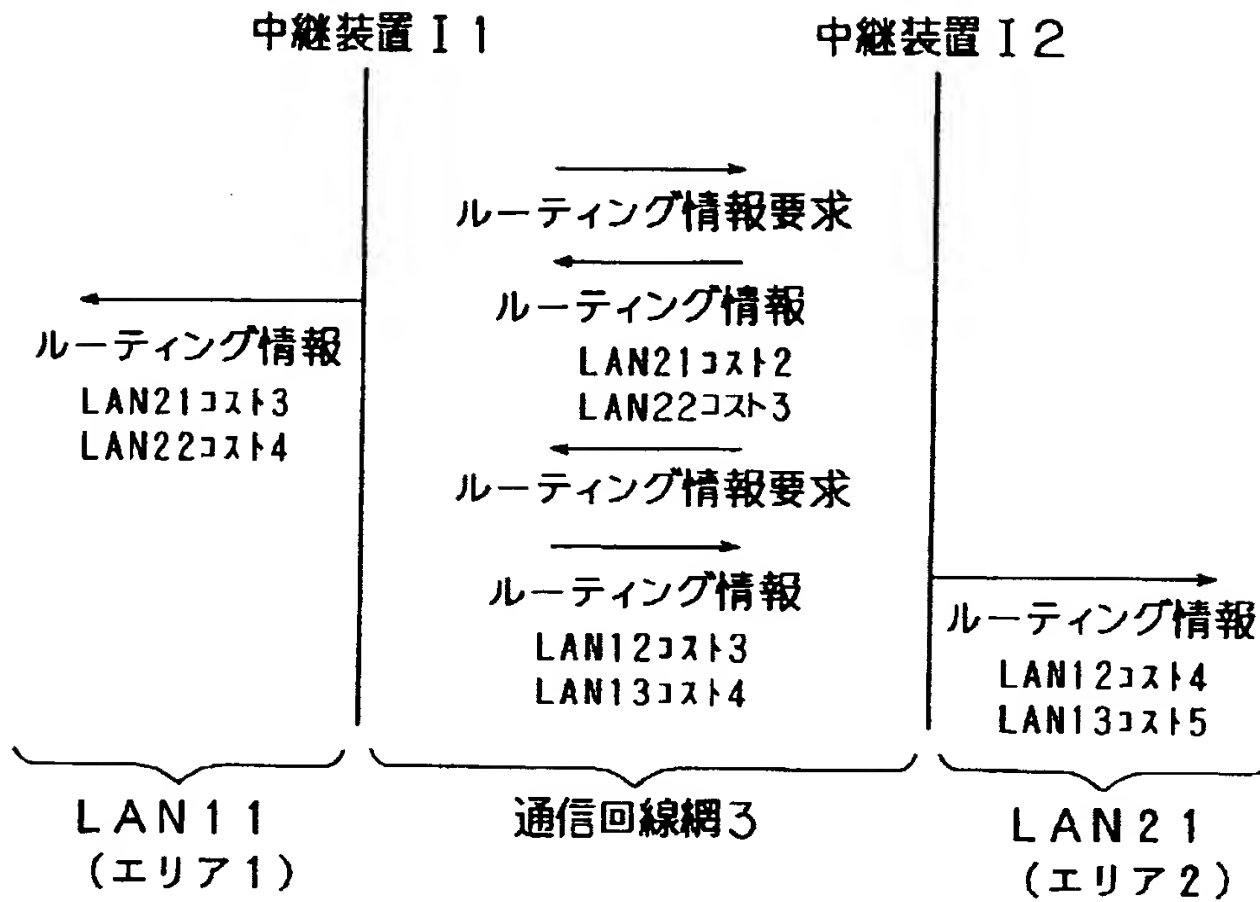 中継装置Ⅰ1
中継装置Ⅰ2
ルーティング情報要求
ルーティング情報
LAN21コスト2
LAN22コスト3
ルーティング情報
LAN21コスト3
LAN22コスト4
ルーティング情報要求
ルーティング情報
LAN12コスト3
LAN13コスト4
ルーティング情報
LAN12コスト4
LAN13コスト5
LAN11
(エリア1)
通信回線網3
LAN21
(エリア2)